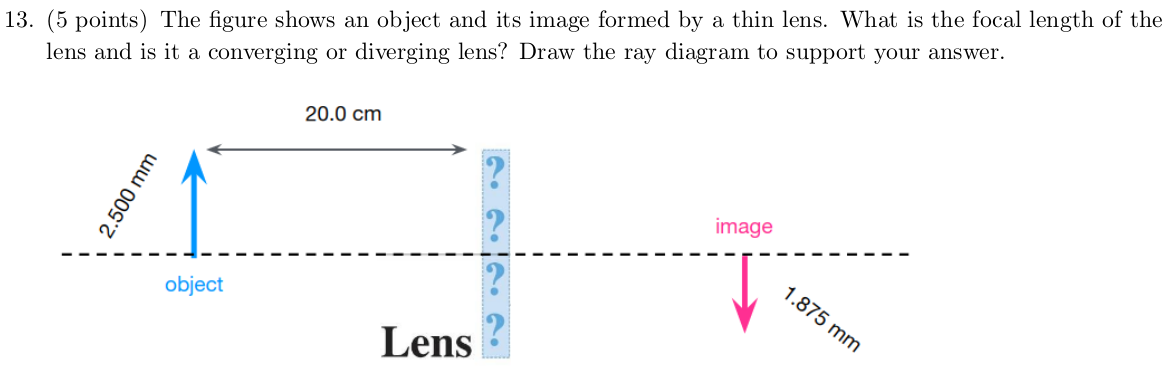 13. (5 points) The figure shows an object and its image formed by a thin lens. What is the focal length of the
lens and is it a converging or diverging lens? Draw the ray diagram to support your answer.
20.0 cm
2.500 mm
?
?
image
object
?
1.875 mm
?
Lens